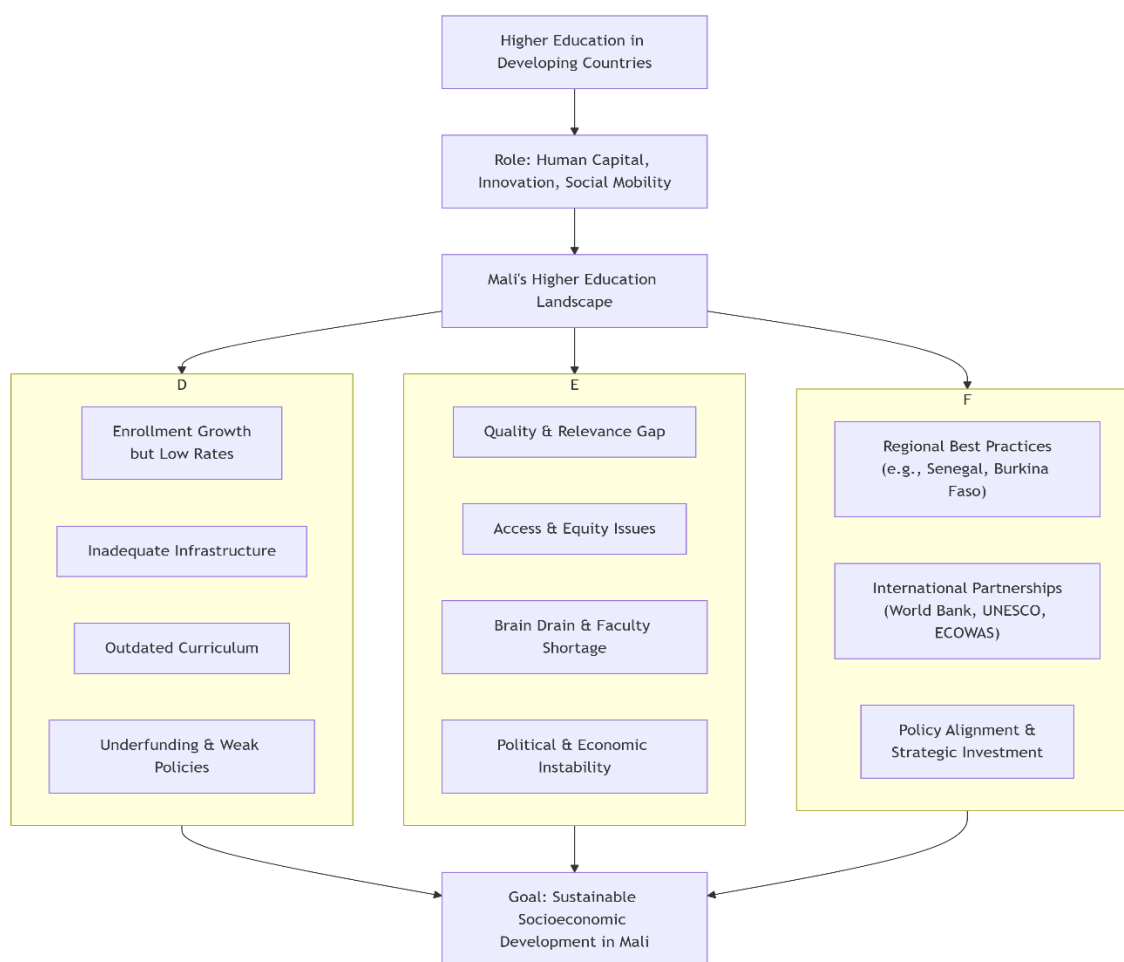 Higher Education in
Developing Countries
Role: Human Capital,
Innovation, Social Mobility
Mali's Higher Education
Landscape
D
Enrollment Growth
but Low Rates
Inadequate Infrastructure
Outdated Curriculum
Underfunding & Weak
Policies
E
Quality & Relevance Gap
Access & Equity Issues
Brain Drain & Faculty
Shortage
Political & Economic
Instability
F
Regional Best Practices
(e.g., Senegal, Burkina
Faso)
International Partnerships
(World Bank, UNESCO,
ECOWAS)
Policy Alignment &
Strategic Investment
Goal: Sustainable
Socioeconomic
Development in Mali